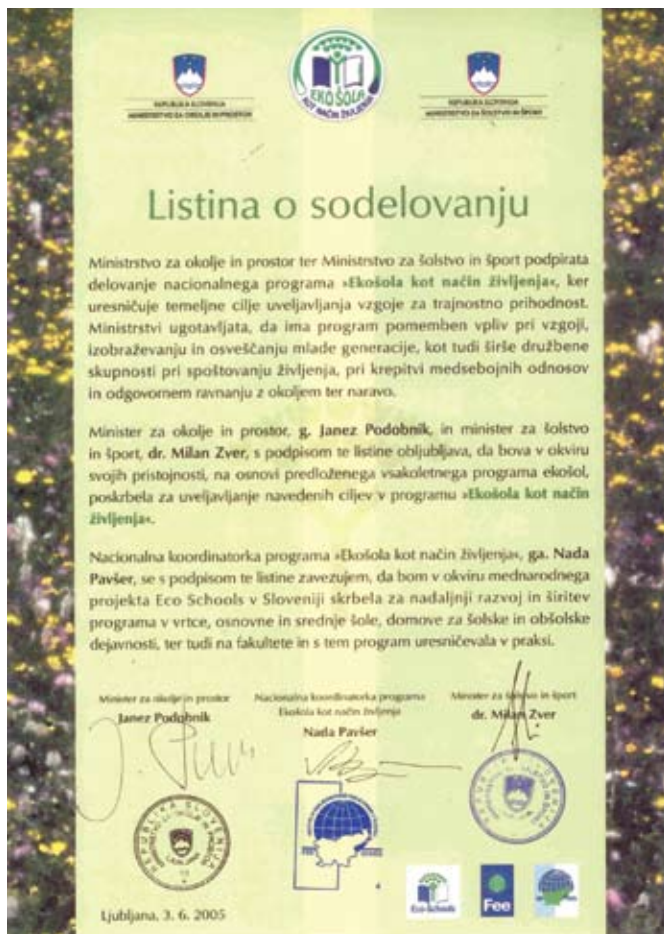 REPUBLIKA SLOVENIJA
MINISTRSTVO ZA OKOLJE IN PROSTOR
EKO ŠOLA
KOT NAČIN ŽIVLJENJA
REPUBLIKA SLOVENIJA
MINISTRSTVO ZA ŠOLSTVO IN ŠPORT
Listina o sodelovanju
Ministrstvo za okolje in prostor ter Ministrstvo za šolstvo in šport podpirata
delovanje nacionalnega programa »Ekošola kot način življenja«, ker
uresničuje temeljne cilje uveljavljanja vzgoje za trajnostno prihodnost.
Ministrstvi ugotavljata, da ima program pomemben vpliv pri vzgoji,
izobraževanju in osveščanju mlade generacije, kot tudi širše družbene
skupnosti pri spoštovanju življenja, pri krepitvi medsebojnih odnosov
in odgovornem ravnanju z okoljem ter naravo.
Minister za okolje in prostor, g. Janez Podobnik, in minister za šolstvo
in šport, dr. Milan Zver, s podpisom te listine obljubljava, da bova v okviru
svojih pristojnosti, na osnovi predloženega vsakoletnega programa ekošol,
poskrbela za uveljavljanje navedenih ciljev v programu »Ekošola kot način
življenja«.
Nacionalna koordinatorka programa »Ekošola kot način življenja«, ga. Nada
Pavšer, se s podpisom te listine zavezujem, da bom v okviru mednarodnega
projekta Eco Schools v Sloveniji skrbela za nadaljnji razvoj in širitev
programa v vrtce, osnovne in srednje šole, domove za šolske in obšolske
dejavnosti, ter tudi na fakultete in s tem program uresničevala v praksi.
Minister za okolje in prostor
Janez Podobnik
Nacionalna koordinatorka programa
Ekošola kot način življenja
Nada Pavšer
Minister za šolstvo in šport
dr. Milan Zver
REPUBLIKA SLOVENIJA
Eco-Schools
Fee
Ljubljana, 3. 6. 2005